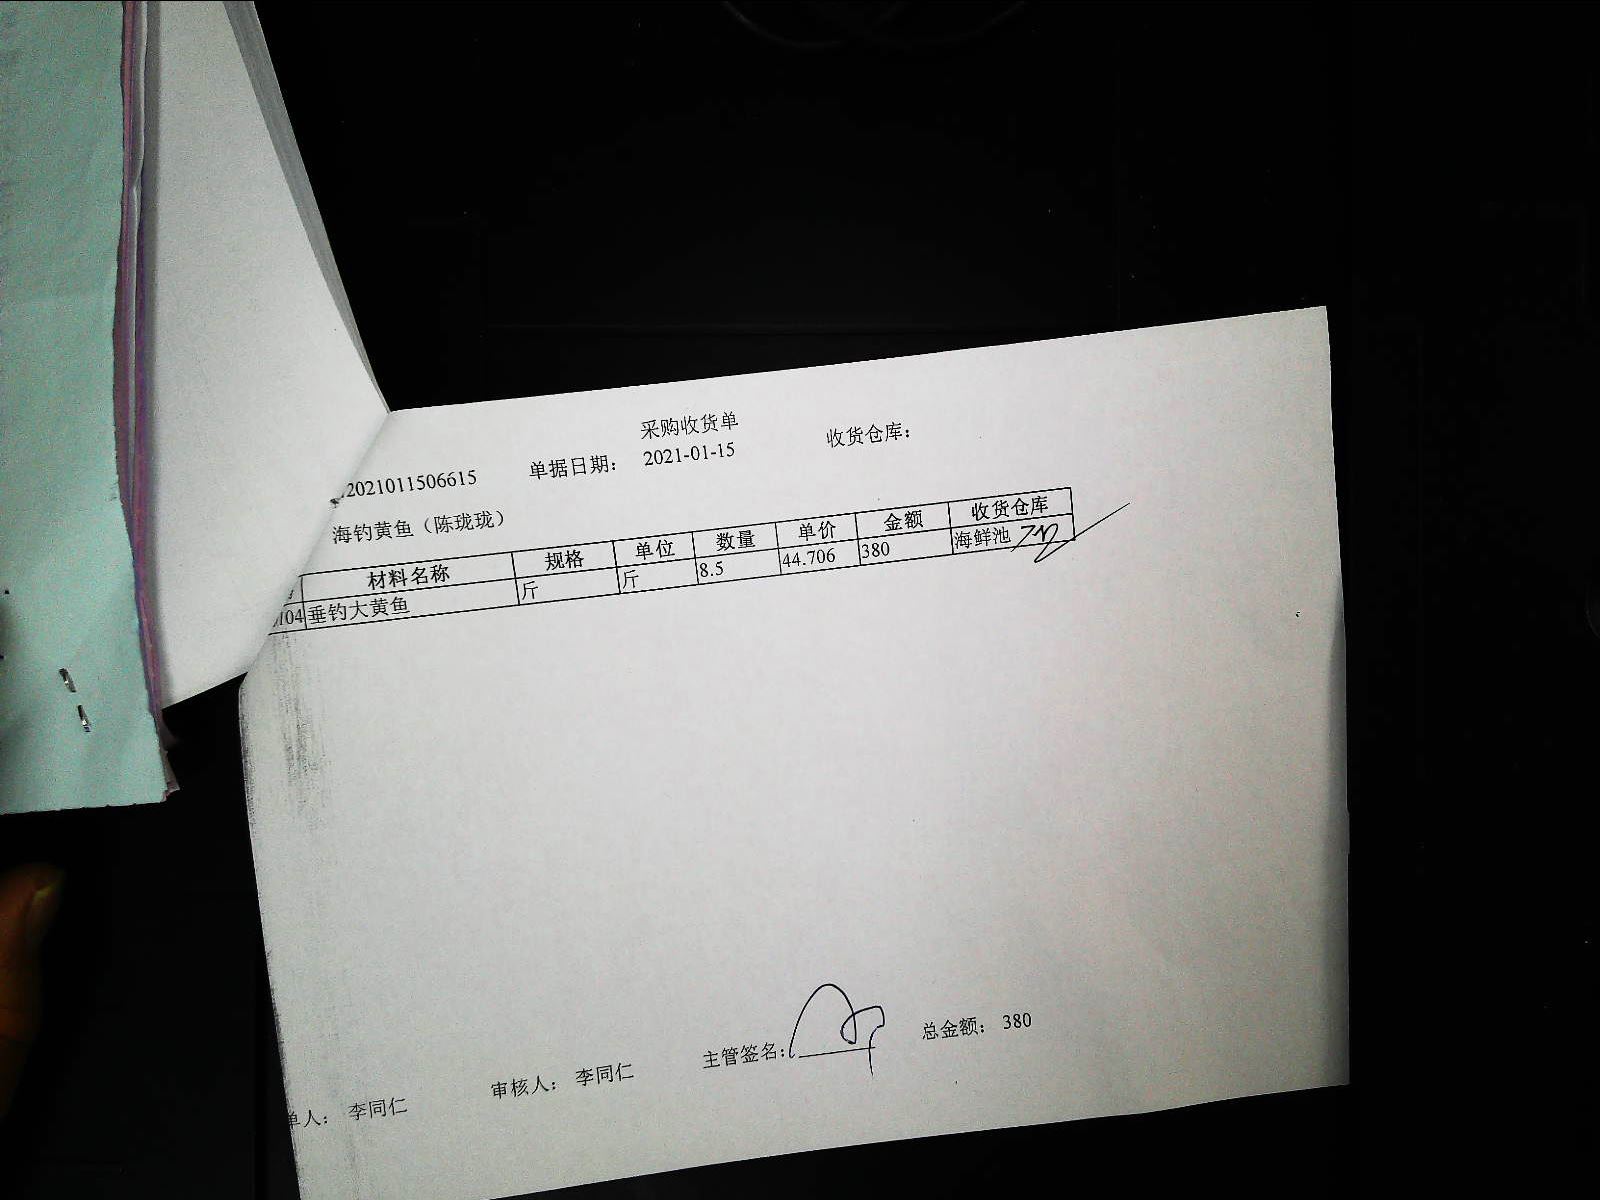 采购收货单
2021011506615 单据日期: 2021-01-15 收货仓库:
海钓黄鱼（陈珑珑）
材料名称 规格 单位 数量 单价 金额 收货仓库
104 垂钓大黄鱼 斤 斤 8.5 44.706 380 海鲜池
单人: 李同仁 审核人: 李同仁 主管签名: 总金额: 380